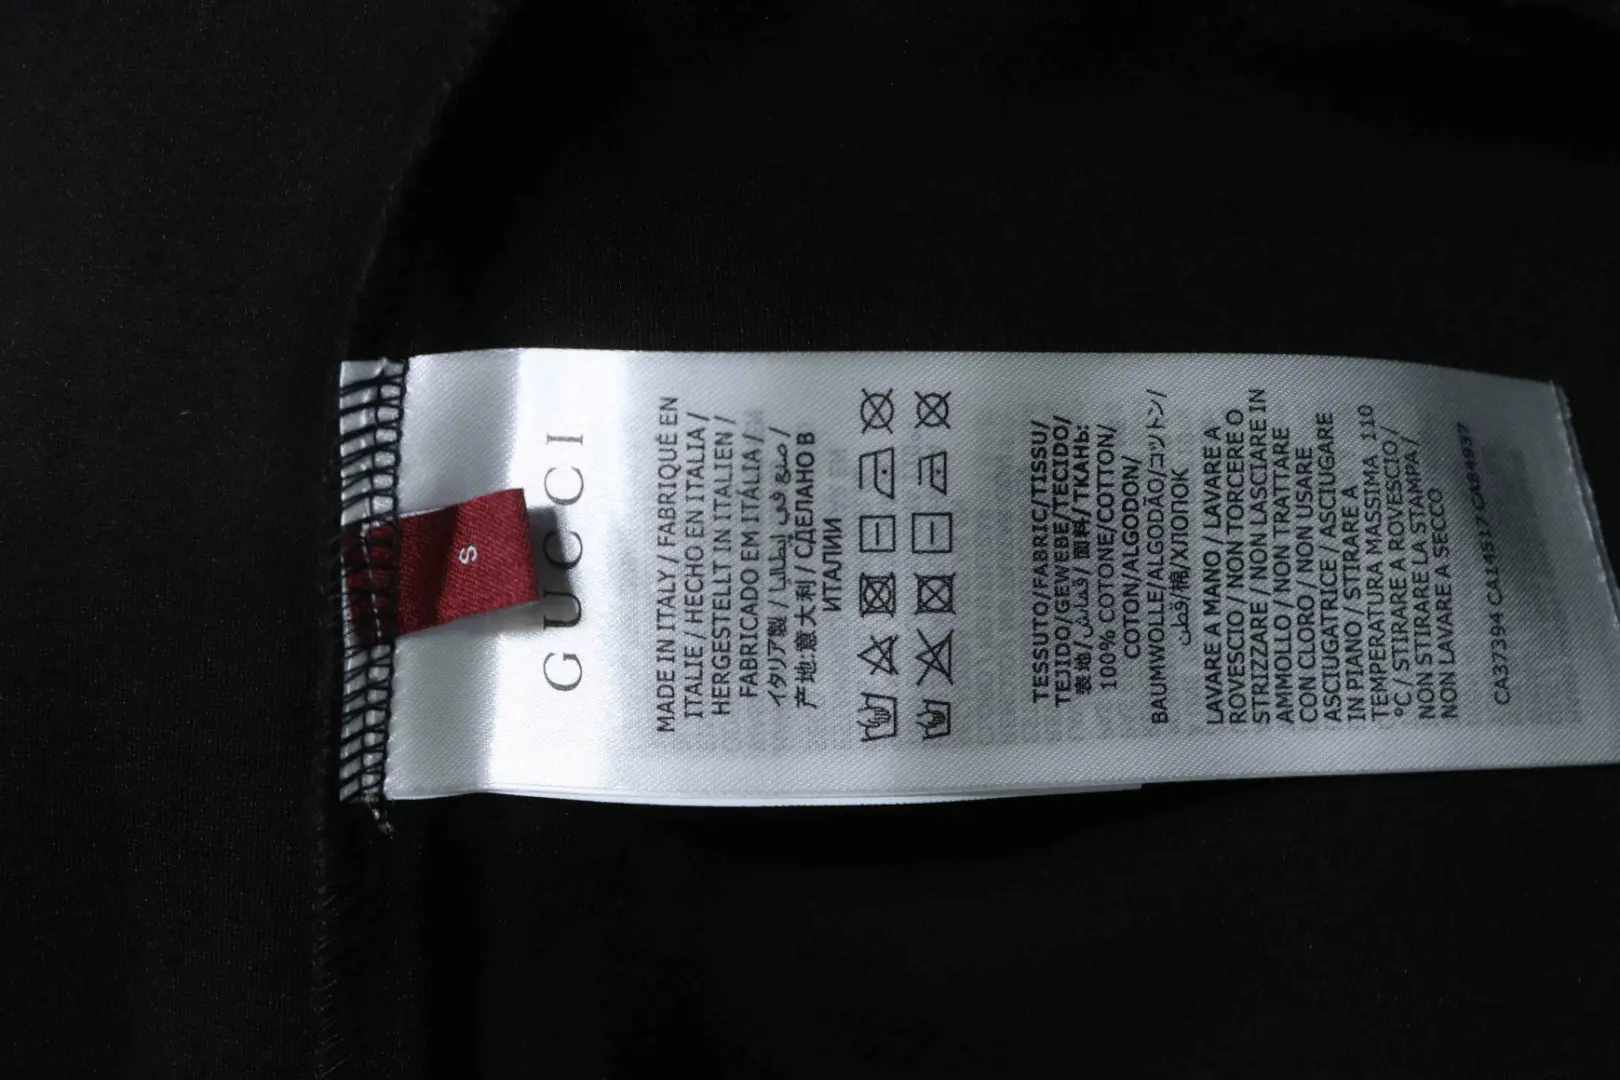 S
GUCCI
MADE IN ITALY / FABRIQUÉ EN
ITALIE / HECHO EN ITALIA /
HERGESTELLT IN ITALIEN /
FABRICADO EM ITÁLIA /
イタリア製 / صنع في إيطاليا /
产地:意大利 / СДЕЛАНО В
ИТАЛИИ
TESSUTO/FABRIC/TISSU/
TEJIDO/GEWEBE/TECIDO/
表地/قماش/面料/ТКАНЬ:
100% COTONE/COTTON/
COTON/ALGODON/
BAUMWOLLE/ALGODÃO/コットン/
قطن/棉/ХЛОПОК
LAVARE A MANO / LAVARE A
ROVESCIO / NON TORCERE O
STRIZZARE / NON LASCIARE IN
AMMOLLO / NON TRATTARE
CON CLORO / NON USARE
ASCIUGATRICE / ASCIUGARE
IN PIANO / STIRARE A
TEMPERATURA MASSIMA 110
°C / STIRARE A ROVESCIO /
NON STIRARE LA STAMPA /
NON LAVARE A SECCO
CA37394 CA14517 CA94937